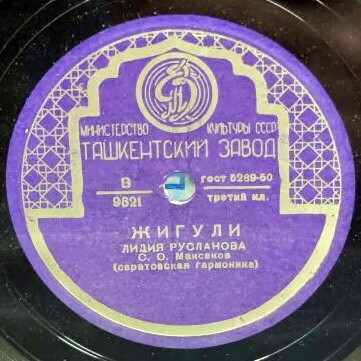 МИНИСТЕРСТВО КУЛЬТУРЫ СССР
ТАШКЕНТСКИЙ ЗАВОД
В
9821
ГОСТ 5289-50
третий кл.
ЖИГУЛИ
ЛИДИЯ РУСЛАНОВА
С. О. Максаков
(саратовская гармоника)